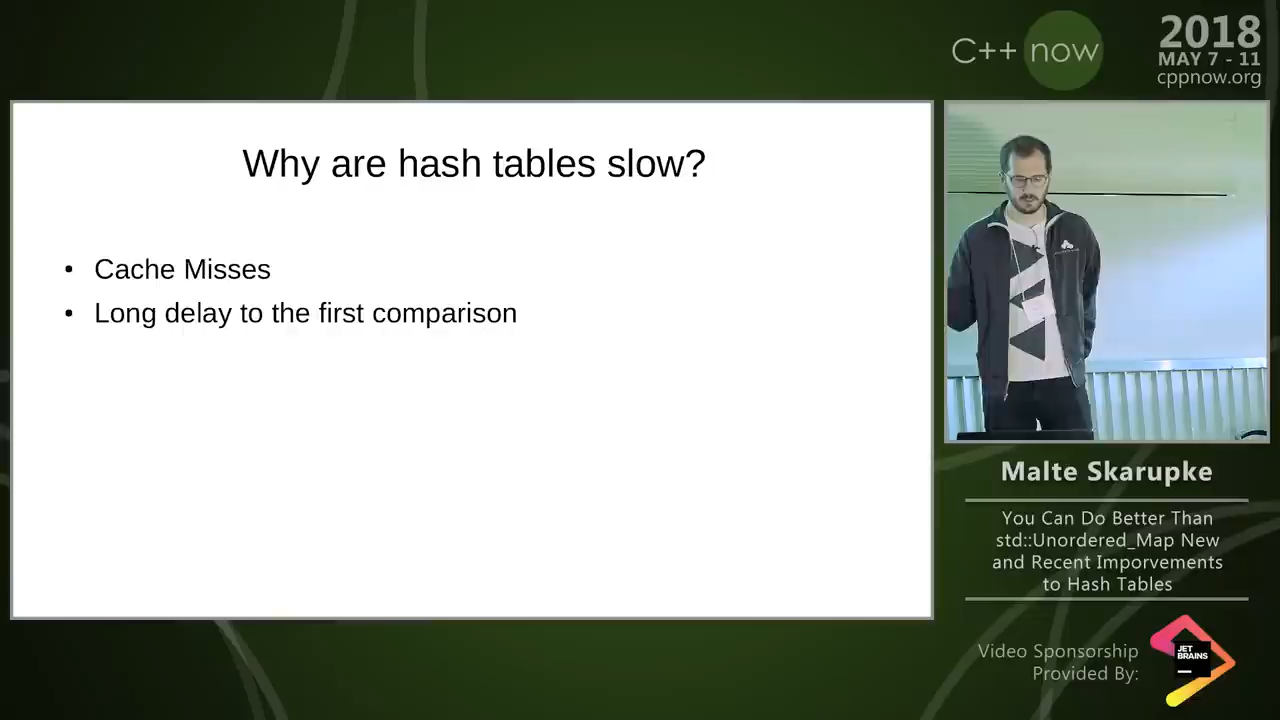 C++ now
2018
MAY 7 - 11
cppnow.org
Why are hash tables slow?
• Cache Misses
• Long delay to the first comparison
Malte Skarupke
You Can Do Better Than
std::Unordered_Map New
and Recent Imporvements
to Hash Tables
Video Sponsorship
Provided By:
JET
BRAINS